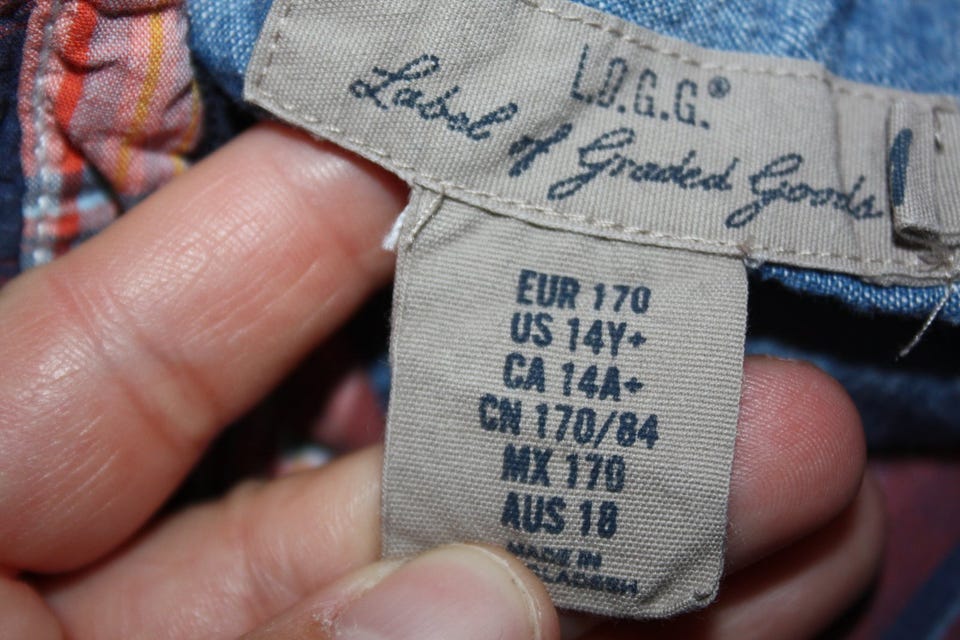 L.O.G.G.®
Label of Graded Goods
EUR 170
US 14Y+
CA 14A+
CN 170/84
MX 170
AUS 18
MADE IN